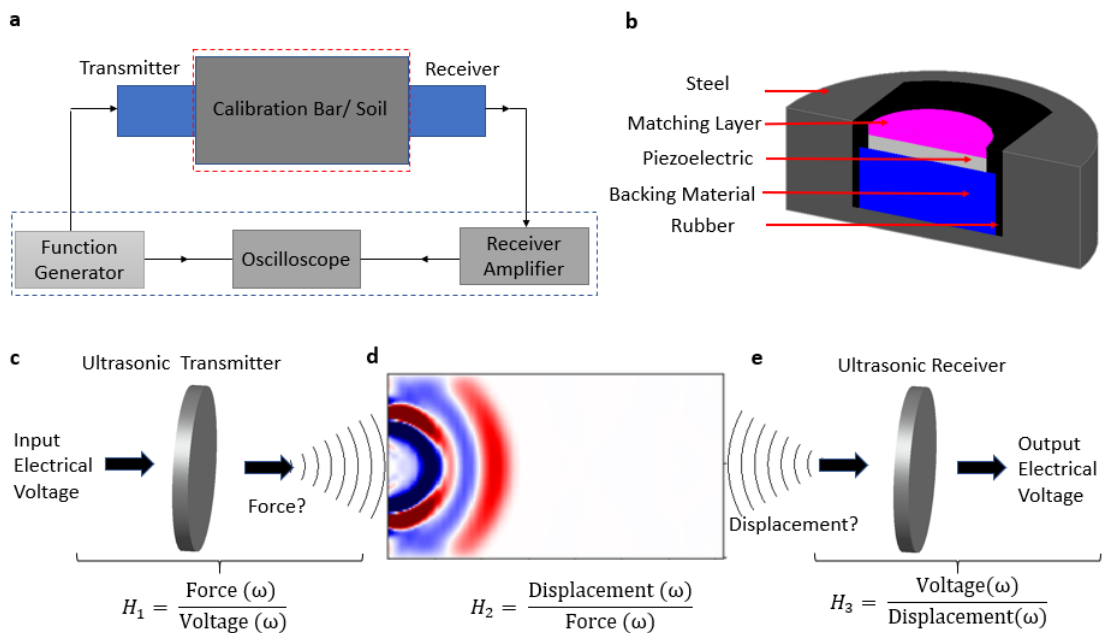 a
Transmitter
Receiver
Calibration Bar/ Soil
Function
Generator
Oscilloscope
Receiver
Amplifier
b
Steel
Matching Layer
Piezoelectric
Backing Material
Rubber
c
Ultrasonic Transmitter
Input
Electrical
Voltage
Force?
H₁ = Force (ω) / Voltage (ω)
d
H₂ = Displacement (ω) / Force (ω)
e
Ultrasonic Receiver
Displacement?
Output
Electrical
Voltage
H₃ = Voltage(ω) / Displacement(ω)